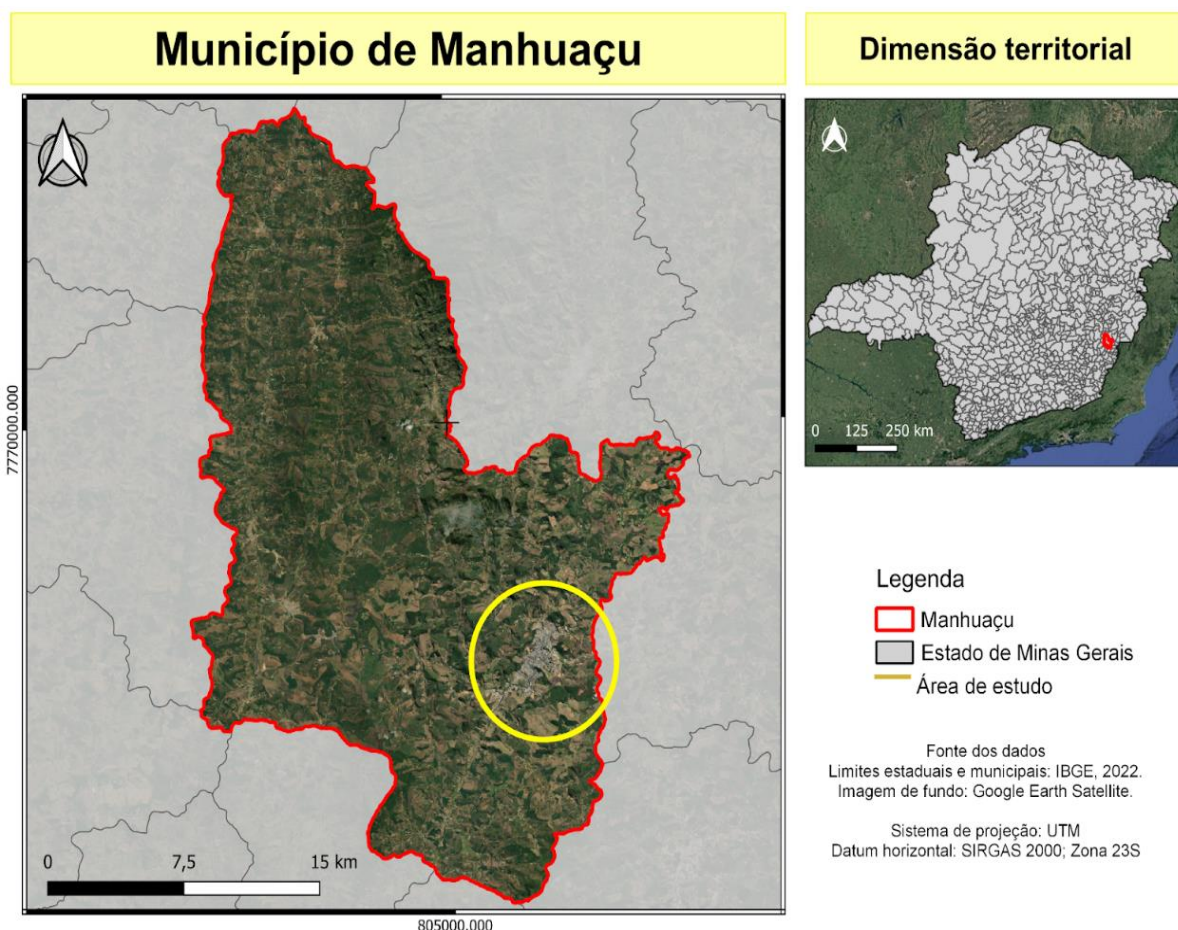 Município de Manhuaçu
Dimensão territorial
7770000.000
0 7,5 15 km
805000.000
0 125 250 km
Legenda
Manhuaçu
Estado de Minas Gerais
Área de estudo
Fonte dos dados
Limites estaduais e municipais: IBGE, 2022.
Imagem de fundo: Google Earth Satellite.
Sistema de projeção: UTM
Datum horizontal: SIRGAS 2000; Zona 23S